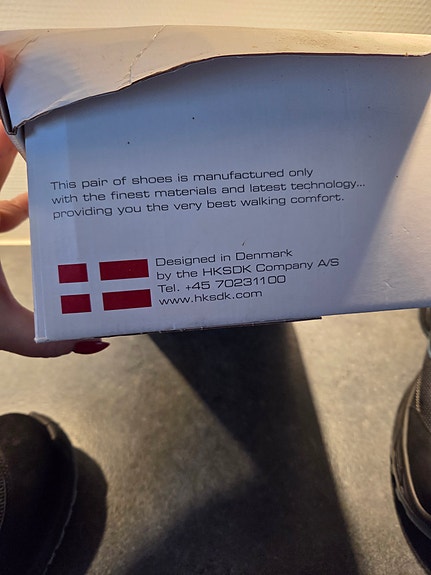 This pair of shoes is manufactured only
with the finest materials and latest technology...
providing you the very best walking comfort.
Designed in Denmark
by the HKSDK Company A/S
Tel. +45 70231100
www.hksdk.com